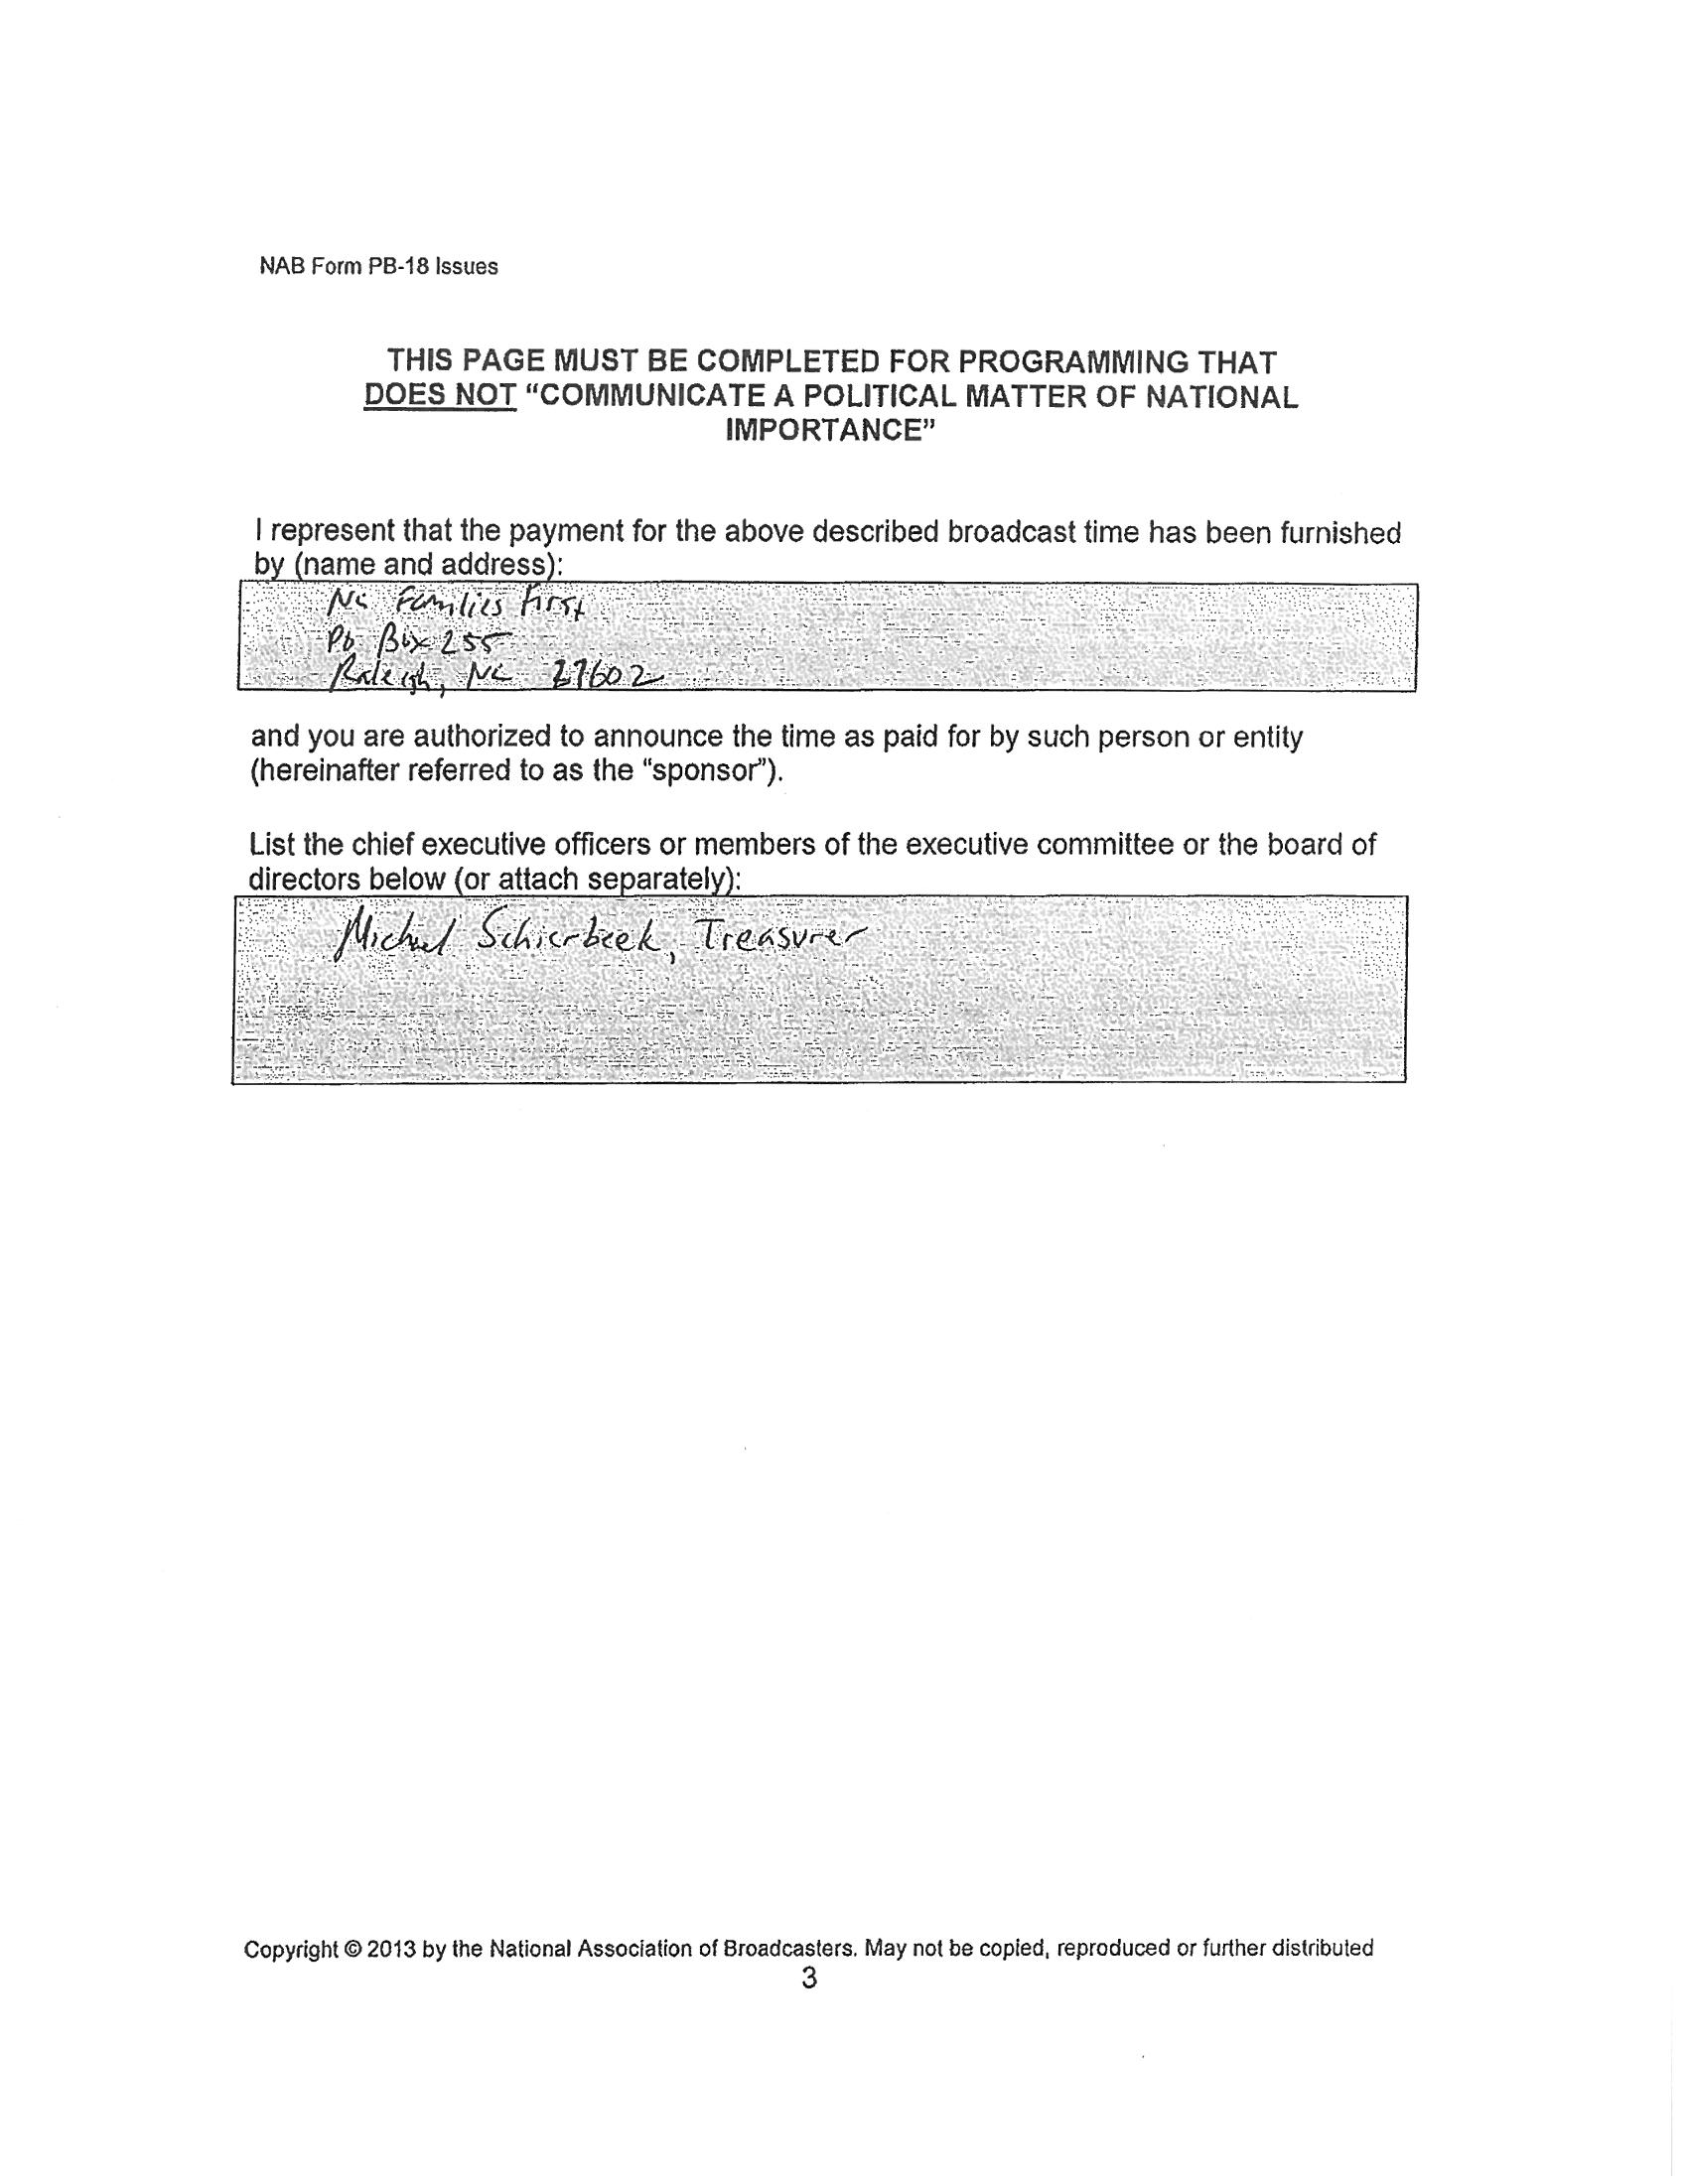 NAB Form PB-18 Issues
THIS PAGE MUST BE COMPLETED FOR PROGRAMMING THAT
DOES NOT “COMMUNICATE A POLITICAL MATTER OF NATIONAL
IMPORTANCE”
I represent that the payment for the above described broadcast time has been furnished
by (name and address):
NC Families First
PO Box 255
Raleigh, NC 27602
and you are authorized to announce the time as paid for by such person or entity
(hereinafter referred to as the “sponsor”).
List the chief executive officers or members of the executive committee or the board of
directors below (or attach separately):
Michael Schierbeek, Treasurer
Copyright © 2013 by the National Association of Broadcasters. May not be copied, reproduced or further distributed
3